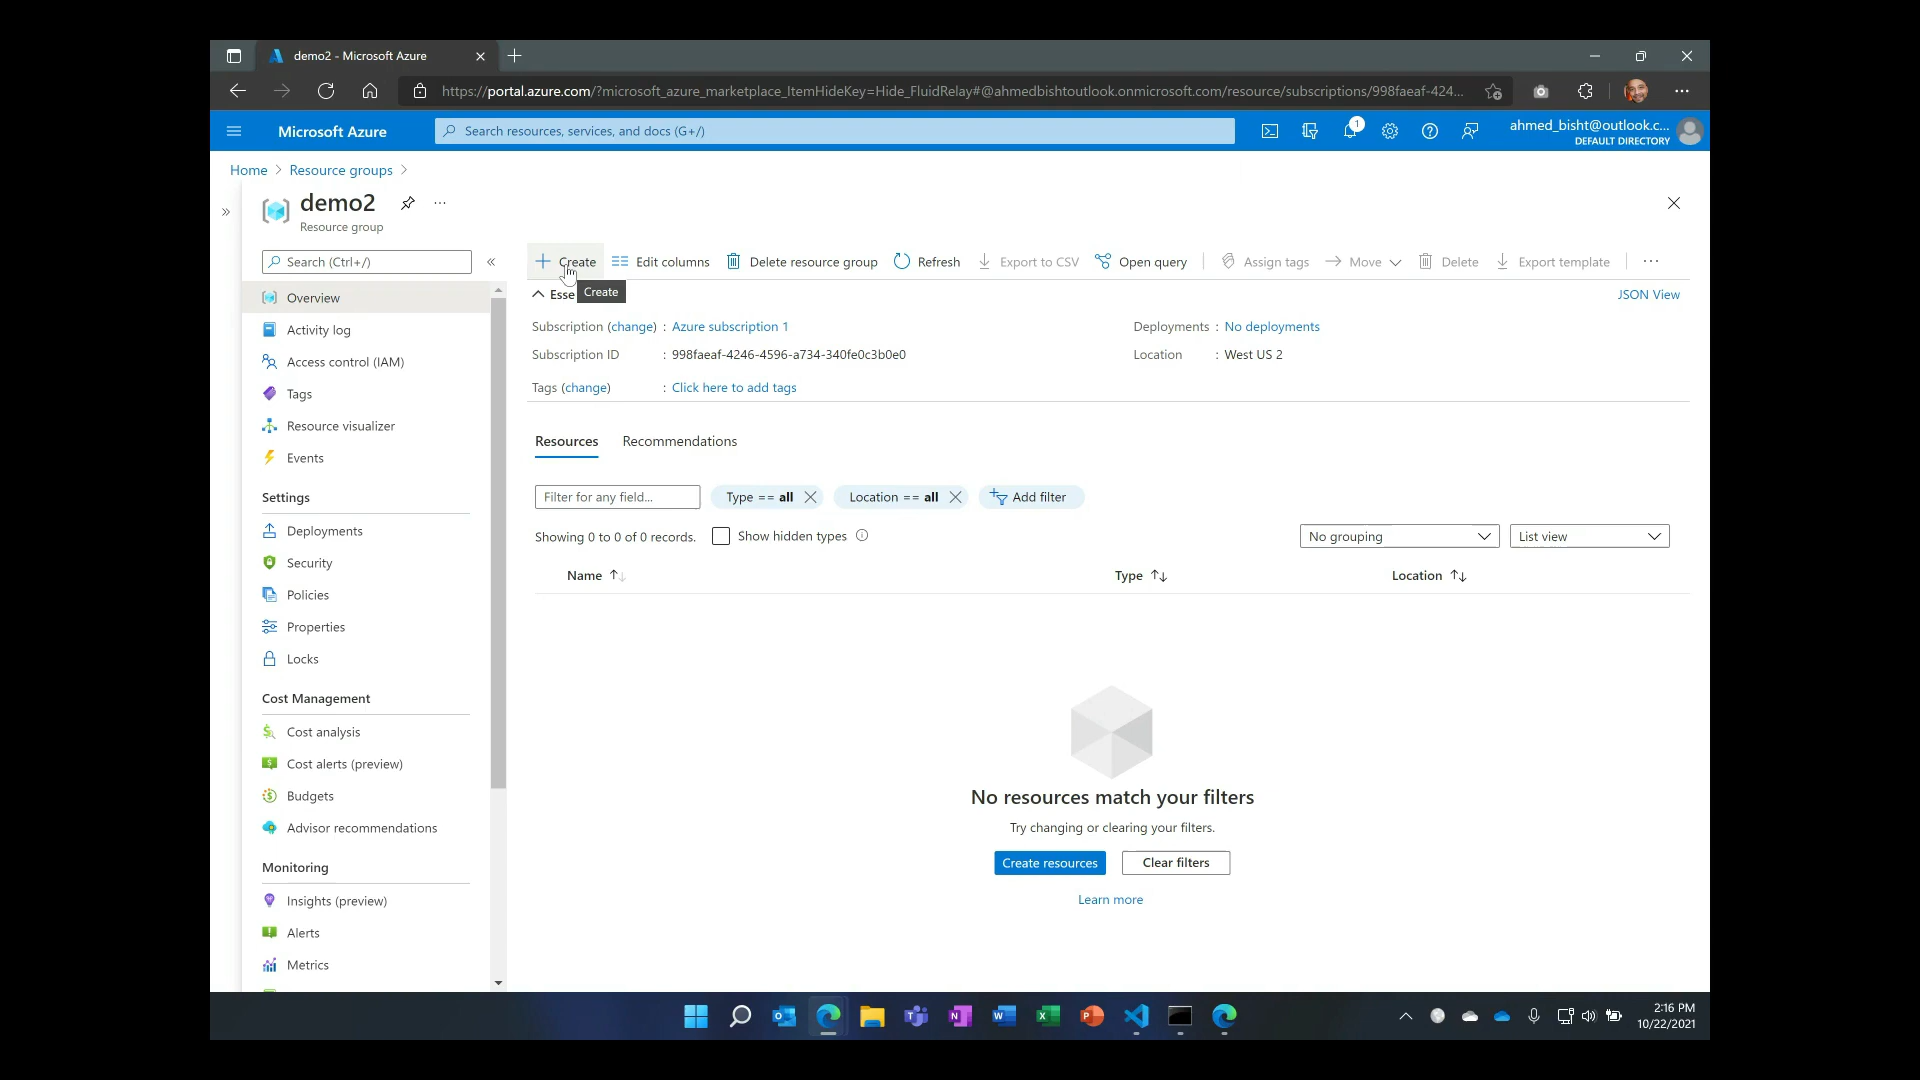 demo2 - Microsoft Azure
https://portal.azure.com/?microsoft_azure_marketplace_ItemHideKey=Hide_FluidRelay#@ahmedbishtoutlook.onmicrosoft.com/resource/subscriptions/998faeaf-424...
Microsoft Azure
Search resources, services, and docs (G+/)
1
ahmed_bisht@outlook.c...
DEFAULT DIRECTORY
Home > Resource groups >
demo2
...
Resource group
Search (Ctrl+/)
«
Create
Edit columns
Delete resource group
Refresh
Export to CSV
Open query
Assign tags
Move
Delete
Export template
...
Esse
Create
JSON View
Subscription (change) : Azure subscription 1
Deployments : No deployments
Subscription ID : 998faeaf-4246-4596-a734-340fe0c3b0e0
Location : West US 2
Tags (change) : Click here to add tags
Overview
Activity log
Access control (IAM)
Tags
Resource visualizer
Events
Settings
Deployments
Security
Policies
Properties
Locks
Cost Management
Cost analysis
Cost alerts (preview)
Budgets
Advisor recommendations
Monitoring
Insights (preview)
Alerts
Metrics
Resources
Recommendations
Filter for any field...
Type == all
Location == all
Add filter
Showing 0 to 0 of 0 records.
Show hidden types
No grouping
List view
Name ↑↓
Type ↑↓
Location ↑↓
No resources match your filters
Try changing or clearing your filters.
Create resources
Clear filters
Learn more
2:16 PM
10/22/2021